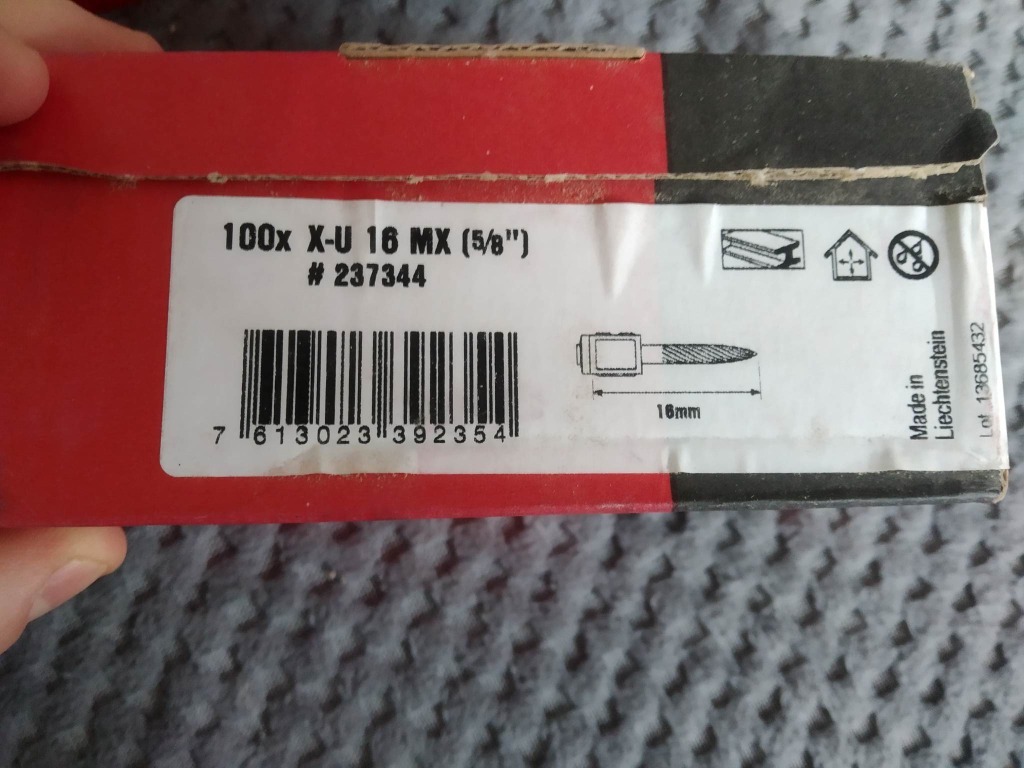 100x X-U 16 MX (5/8")
# 237344
7 613023 392354
16mm
Made in
Liechtenstein
Lot 13685432